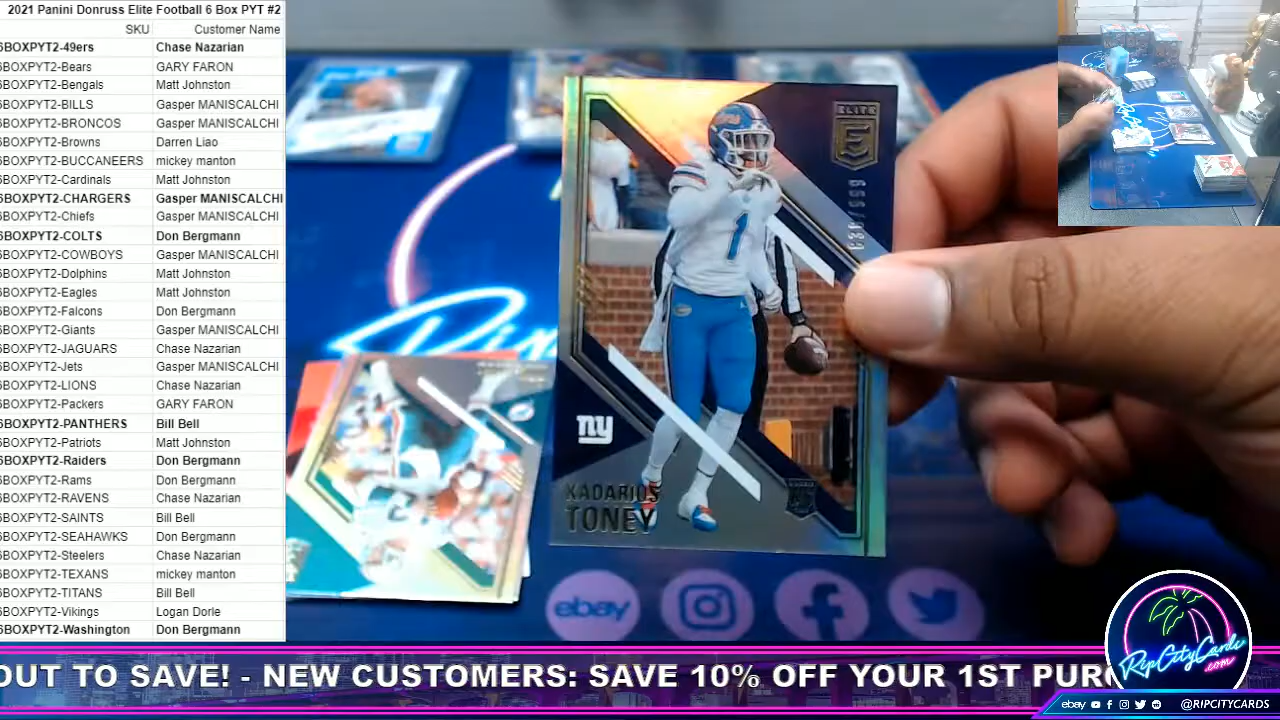 2021 Panini Donruss Elite Football 6 Box PYT #2
SKU Customer Name
6BOXPYT2-49ers Chase Nazarian
6BOXPYT2-Bears GARY FARON
6BOXPYT2-Bengals Matt Johnston
6BOXPYT2-BILLS Gasper MANISCALCHI
6BOXPYT2-BRONCOS Gasper MANISCALCHI
6BOXPYT2-Browns Darren Liao
6BOXPYT2-BUCCANEERS mickey manton
6BOXPYT2-Cardinals Matt Johnston
6BOXPYT2-CHARGERS Gasper MANISCALCHI
6BOXPYT2-Chiefs Gasper MANISCALCHI
6BOXPYT2-COLTS Don Bergmann
6BOXPYT2-COWBOYS Gasper MANISCALCHI
6BOXPYT2-Dolphins Matt Johnston
6BOXPYT2-Eagles Matt Johnston
6BOXPYT2-Falcons Don Bergmann
6BOXPYT2-Giants Gasper MANISCALCHI
6BOXPYT2-JAGUARS Chase Nazarian
6BOXPYT2-Jets Gasper MANISCALCHI
6BOXPYT2-LIONS Chase Nazarian
6BOXPYT2-Packers GARY FARON
6BOXPYT2-PANTHERS Bill Bell
6BOXPYT2-Patriots Matt Johnston
6BOXPYT2-Raiders Don Bergmann
6BOXPYT2-Rams Don Bergmann
6BOXPYT2-RAVENS Chase Nazarian
6BOXPYT2-SAINTS Bill Bell
6BOXPYT2-SEAHAWKS Don Bergmann
6BOXPYT2-Steelers Chase Nazarian
6BOXPYT2-TEXANS mickey manton
6BOXPYT2-TITANS Bill Bell
6BOXPYT2-Vikings Logan Dorle
6BOXPYT2-Washington Don Bergmann
ELITE
E
1
ny
KADARIUS
TONEY
ebay
OUT TO SAVE! - NEW CUSTOMERS: SAVE 10% OFF YOUR 1ST PUR
RipCityCards
.com
ebay @RIPCITYCARDS